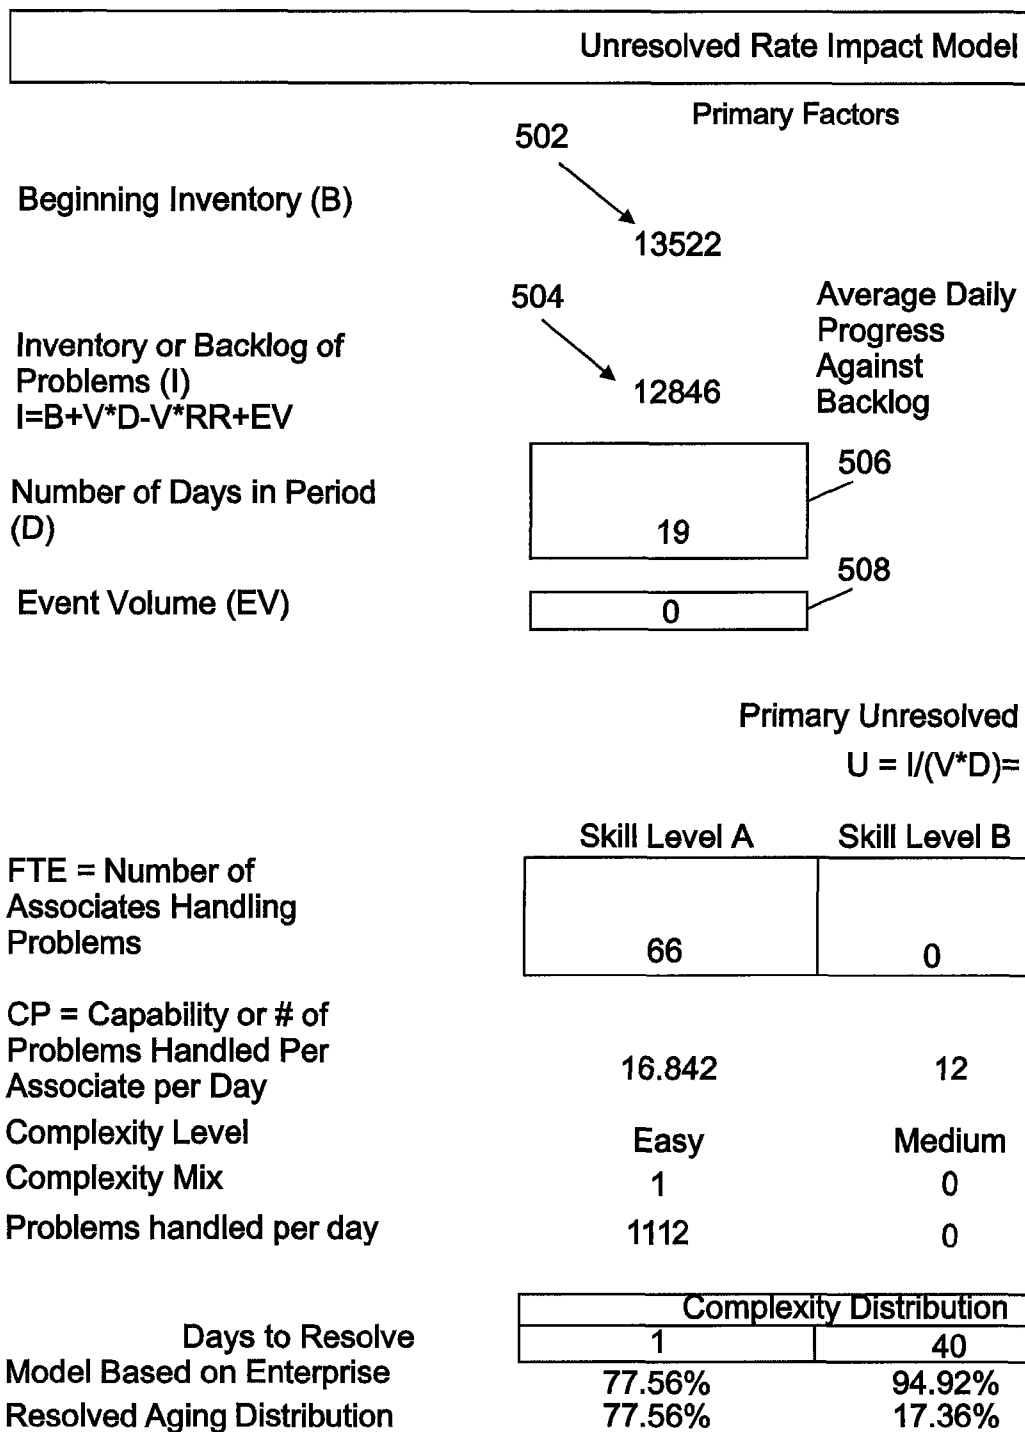 Unresolved Rate Impact Model
Primary Factors
502
Beginning Inventory (B)
13522
504
Average Daily
Progress
Against
Backlog
Inventory or Backlog of
Problems (I)
I=B+V*D-V*RR+EV
12846
506
Number of Days in Period
(D)
19
508
Event Volume (EV)
0
Primary Unresolved
U = I/(V*D)=
Skill Level A Skill Level B
FTE = Number of
Associates Handling
Problems
66 0
CP = Capability or # of
Problems Handled Per
Associate per Day
16.842 12
Complexity Level Easy Medium
Complexity Mix 1 0
Problems handled per day 1112 0
Complexity Distribution
Days to Resolve 1 40
Model Based on Enterprise 77.56% 94.92%
Resolved Aging Distribution 77.56% 17.36%